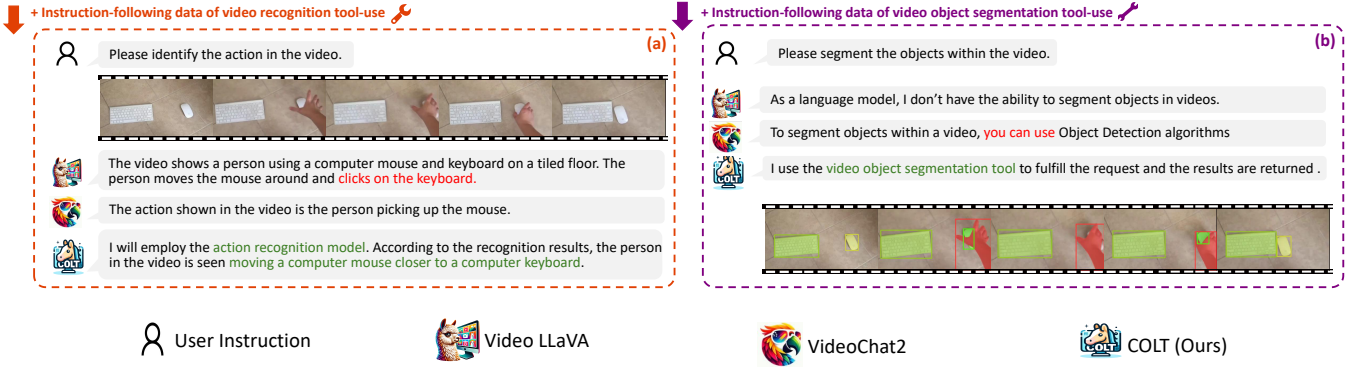 + Instruction-following data of video recognition tool-use
(a)
Please identify the action in the video.
The video shows a person using a computer mouse and keyboard on a tiled floor. The
person moves the mouse around and clicks on the keyboard.
The action shown in the video is the person picking up the mouse.
COLT
I will employ the action recognition model. According to the recognition results, the person
in the video is seen moving a computer mouse closer to a computer keyboard.
+ Instruction-following data of video object segmentation tool-use
(b)
Please segment the objects within the video.
As a language model, I don't have the ability to segment objects in videos.
To segment objects within a video, you can use Object Detection algorithms
COLT
I use the video object segmentation tool to fulfill the request and the results are returned .
User Instruction
Video LLaVA
VideoChat2
COLT
COLT (Ours)